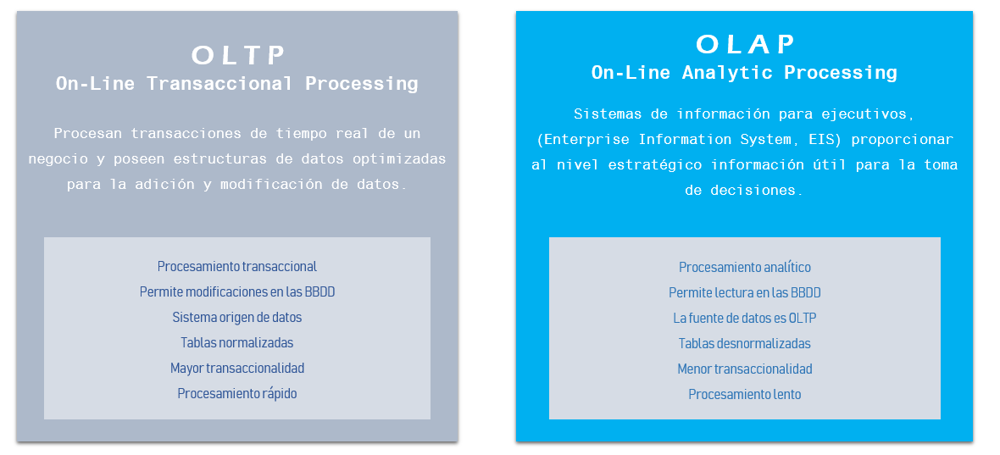 OLTP
On-Line Transaccional Processing
Procesan transacciones de tiempo real de un
negocio y poseen estructuras de datos optimizadas
para la adición y modificación de datos.
Procesamiento transaccional
Permite modificaciones en las BBDD
Sistema origen de datos
Tablas normalizadas
Mayor transaccionalidad
Procesamiento rápido
OLAP
On-Line Analytic Processing
Sistemas de información para ejecutivos,
(Enterprise Information System, EIS) proporcionar
al nivel estratégico información útil para la toma
de decisiones.
Procesamiento analítico
Permite lectura en las BBDD
La fuente de datos es OLTP
Tablas desnormalizadas
Menor transaccionalidad
Procesamiento lento